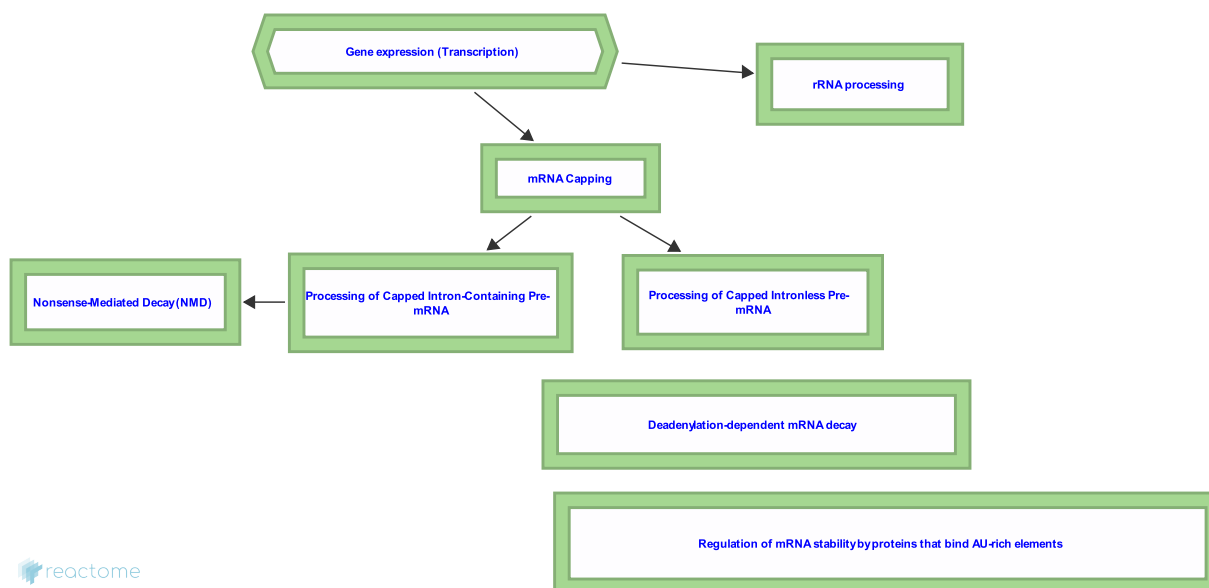 Gene expression (Transcription)
rRNA processing
mRNA Capping
Nonsense-Mediated Decay (NMD)
Processing of Capped Intron-Containing Pre-
mRNA
Processing of Capped Intronless Pre-
mRNA
Deadenylation-dependent mRNA decay
Regulation of mRNA stability by proteins that bind AU-rich elements
reactome